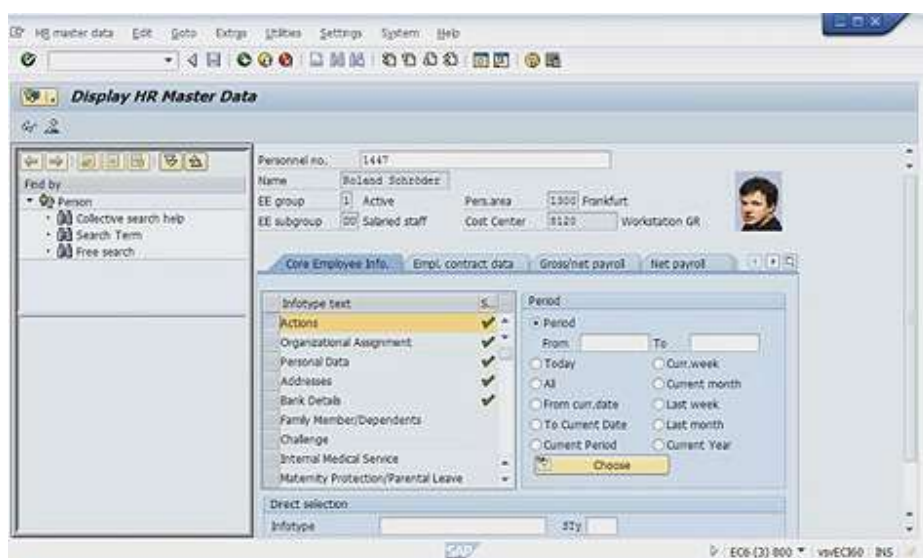 HR master data Edit Goto Extras Utilities Settings System Help
Display HR Master Data
Find by
Person
Collective search help
Search Term
Free search
Personnel no. 1447
Name Roland Schröder
EE group 1 Active Pers.area 1300 Frankfurt
EE subgroup DU Salaried staff Cost Center 3120 Workstation GR
Core Employee Info. Empl. contract data Gross/net payroll Net payroll
Infotype text S...
Actions
Organizational Assignment
Personal Data
Addresses
Bank Details
Family Member/Dependents
Challenge
Internal Medical Service
Maternity Protection/Parental Leave
Period
Period
From To
Today Curr.week
All Current month
From curr.date Last week
To Current Date Last month
Current Period Current Year
Choose
Direct selection
Infotype STy
SAP
EC6 (3) 800 INS